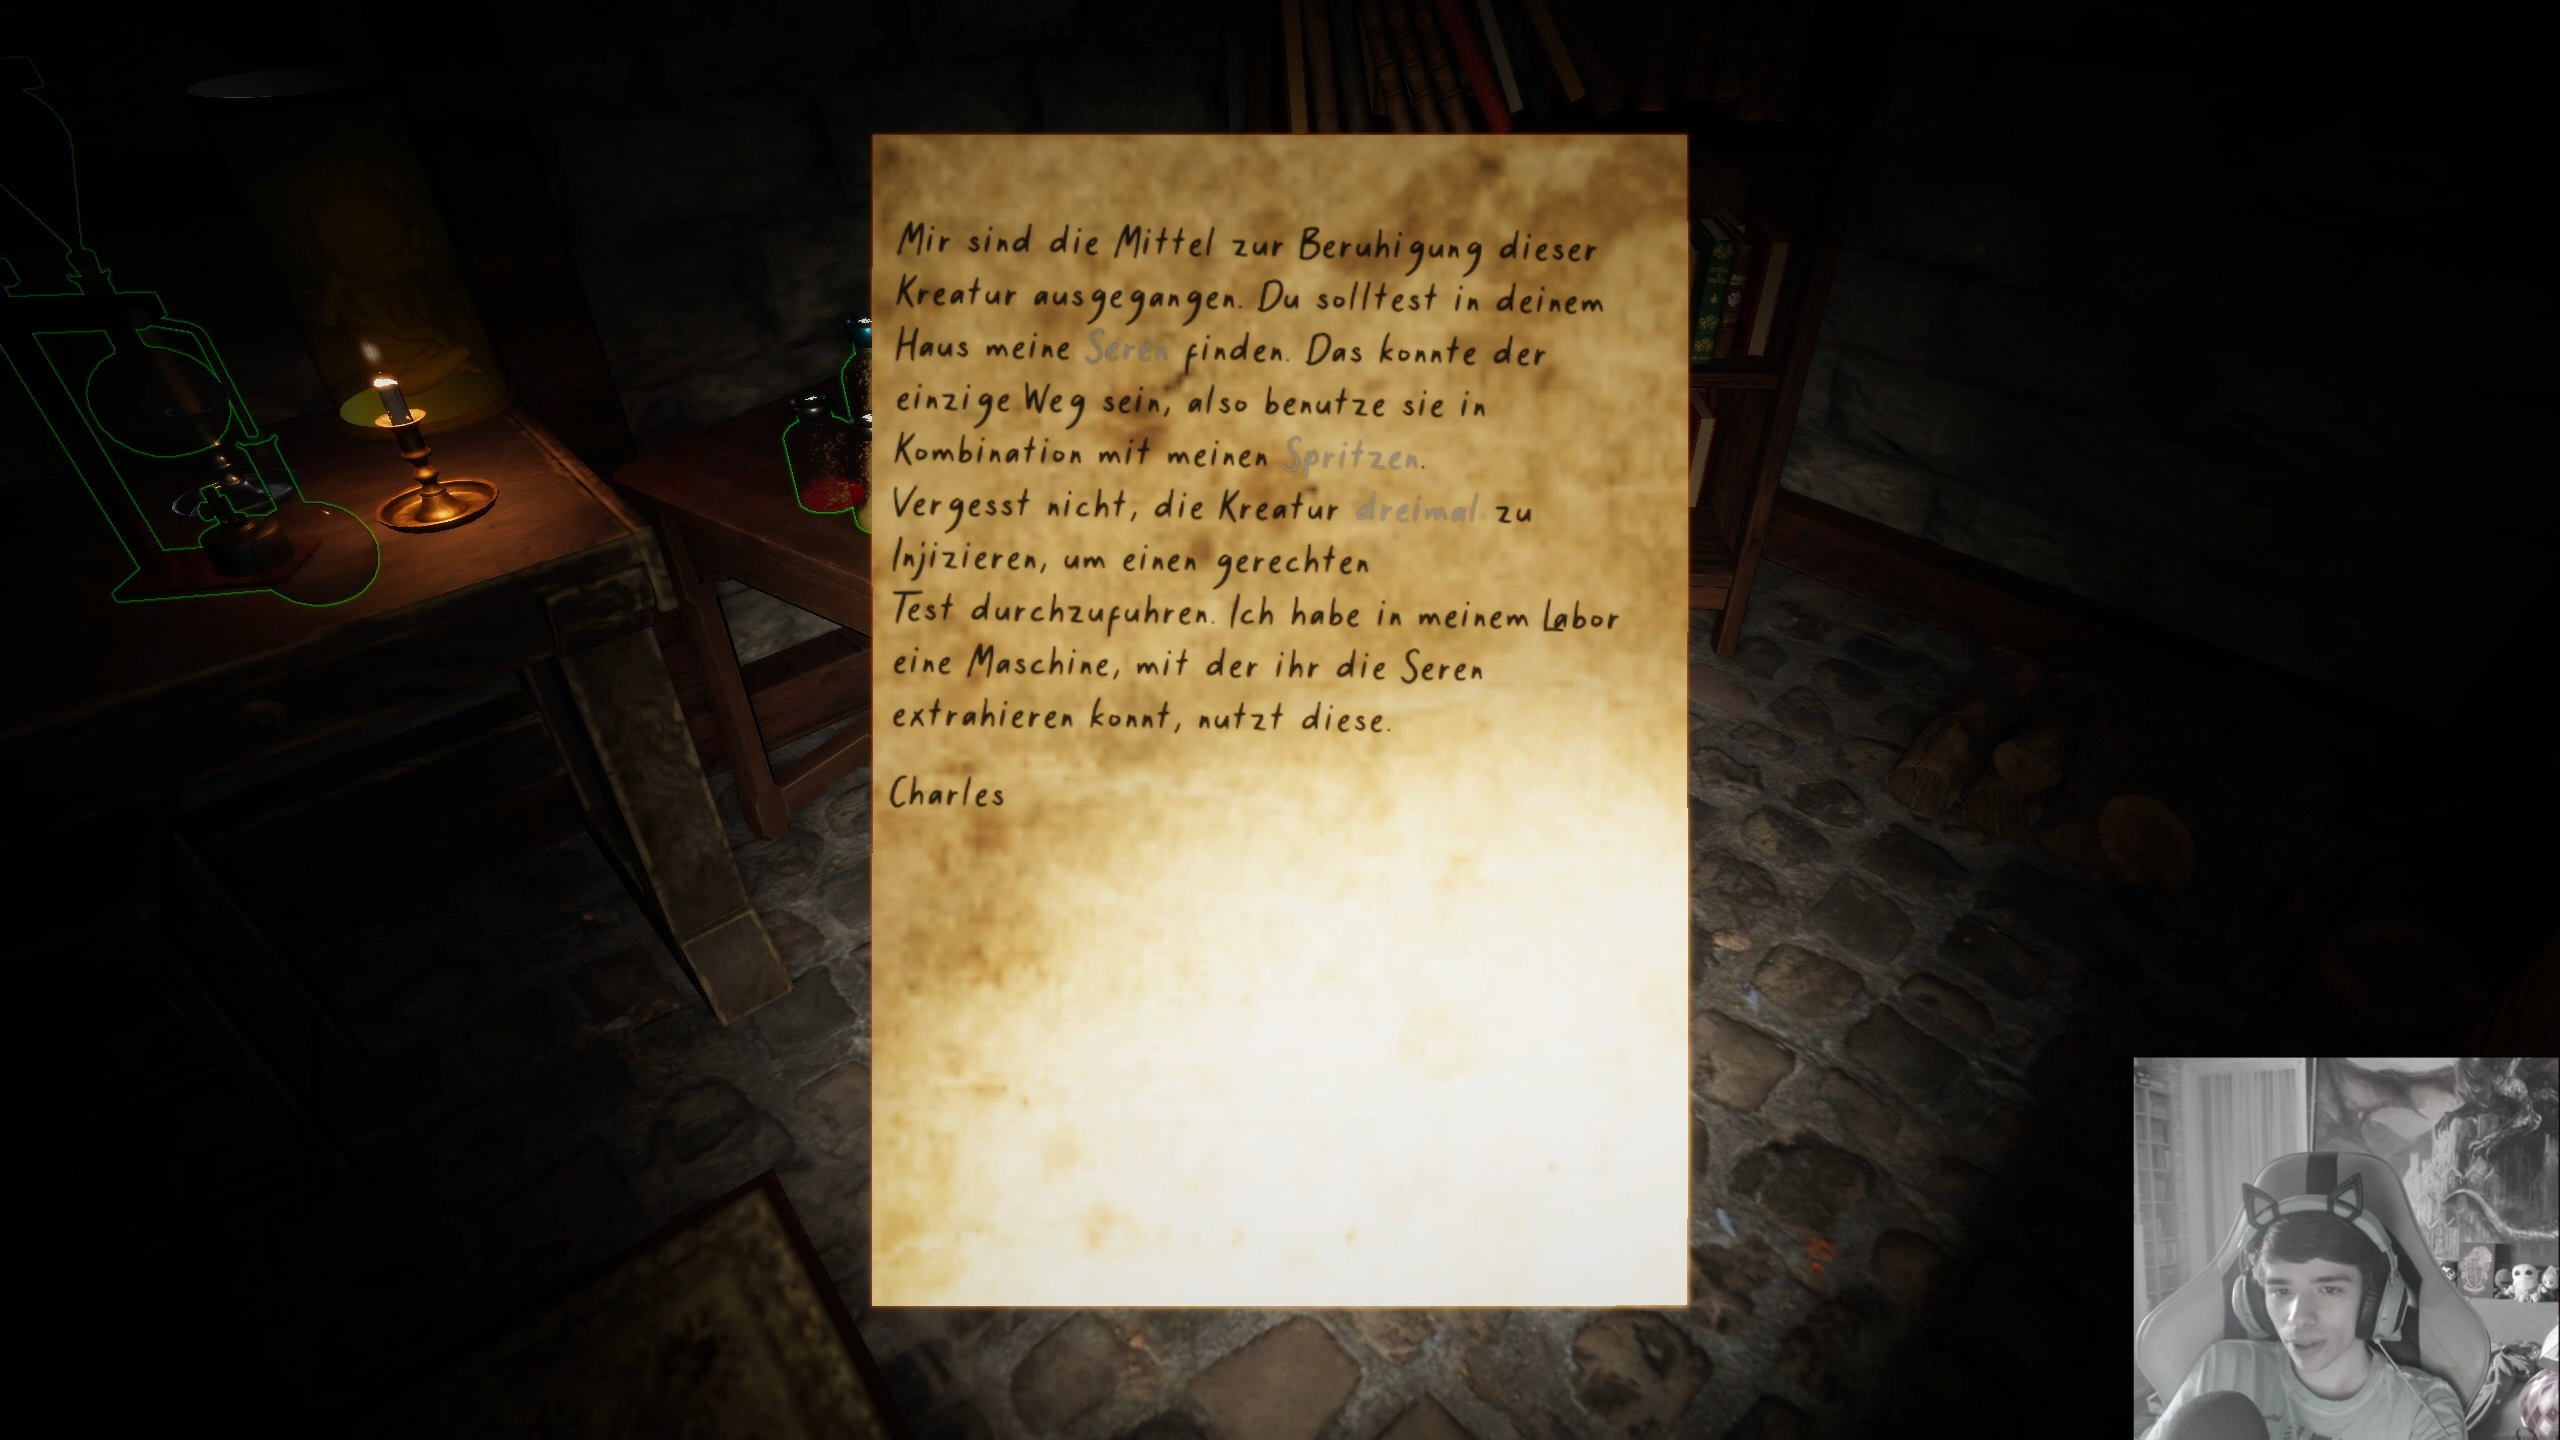 Mir sind die Mittel zur Beruhigung dieser
Kreatur ausgegangen. Du solltest in deinem
Haus meine Seren finden. Das konnte der
einzige Weg sein, also benutze sie in
Kombination mit meinen Spritzen.
Vergesst nicht, die Kreatur dreimal zu
Injizieren, um einen gerechten
Test durchzufuhren. Ich habe in meinem Labor
eine Maschine, mit der ihr die Seren
extrahieren konnt, nutzt diese.
Charles